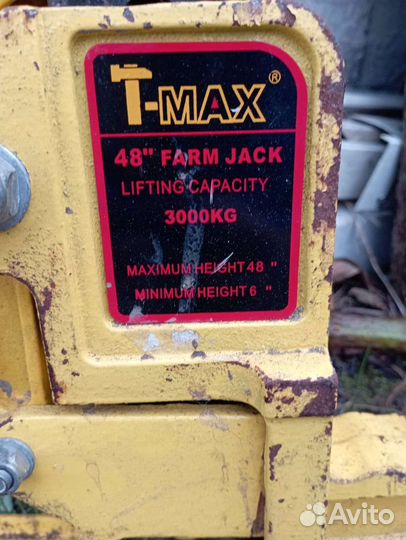 T-MAX®
48" FARM JACK
LIFTING CAPACITY
3000KG
MAXIMUM HEIGHT 48 "
MINIMUM HEIGHT 6 "
Avito